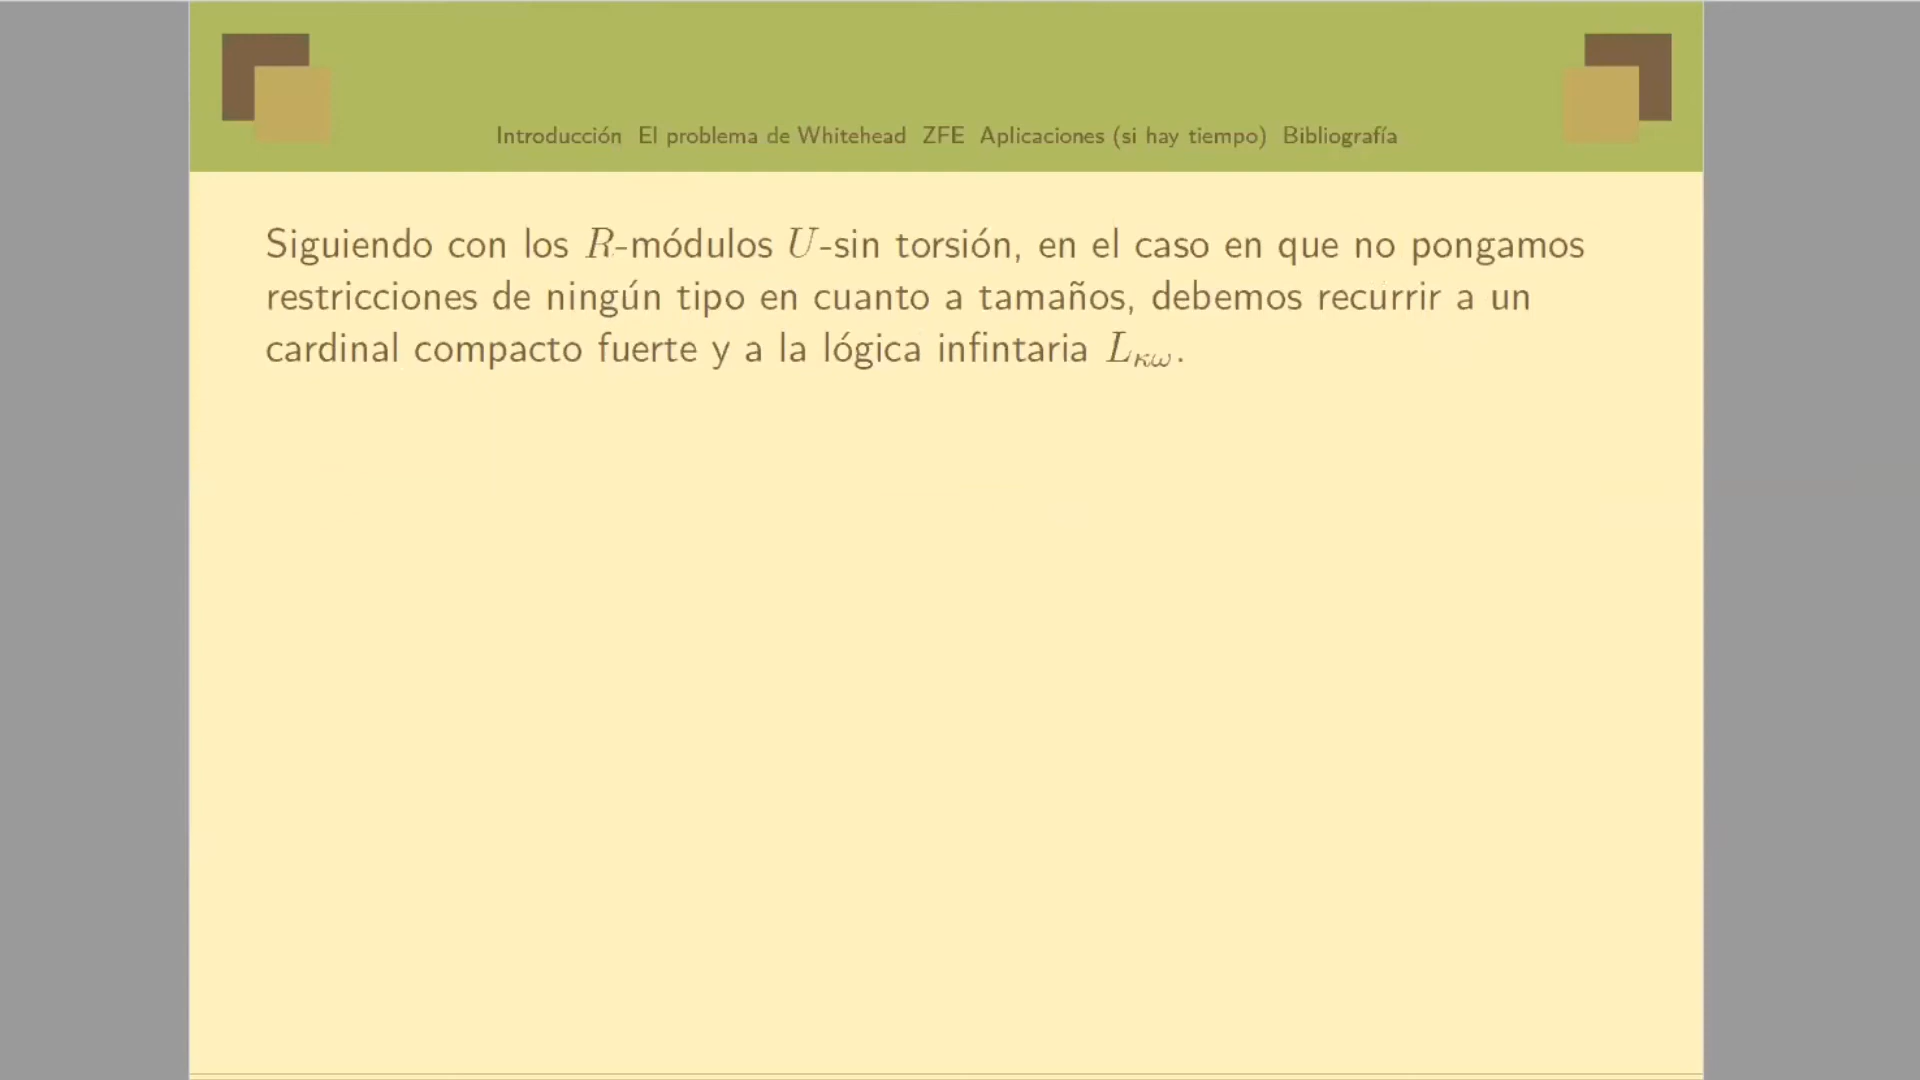 Introducción El problema de Whitehead ZFE Aplicaciones (si hay tiempo) Bibliografía
Siguiendo con los R-módulos U-sin torsión, en el caso en que no pongamos
restricciones de ningún tipo en cuanto a tamaños, debemos recurrir a un
cardinal compacto fuerte y a la lógica infintaria L_{κω}.